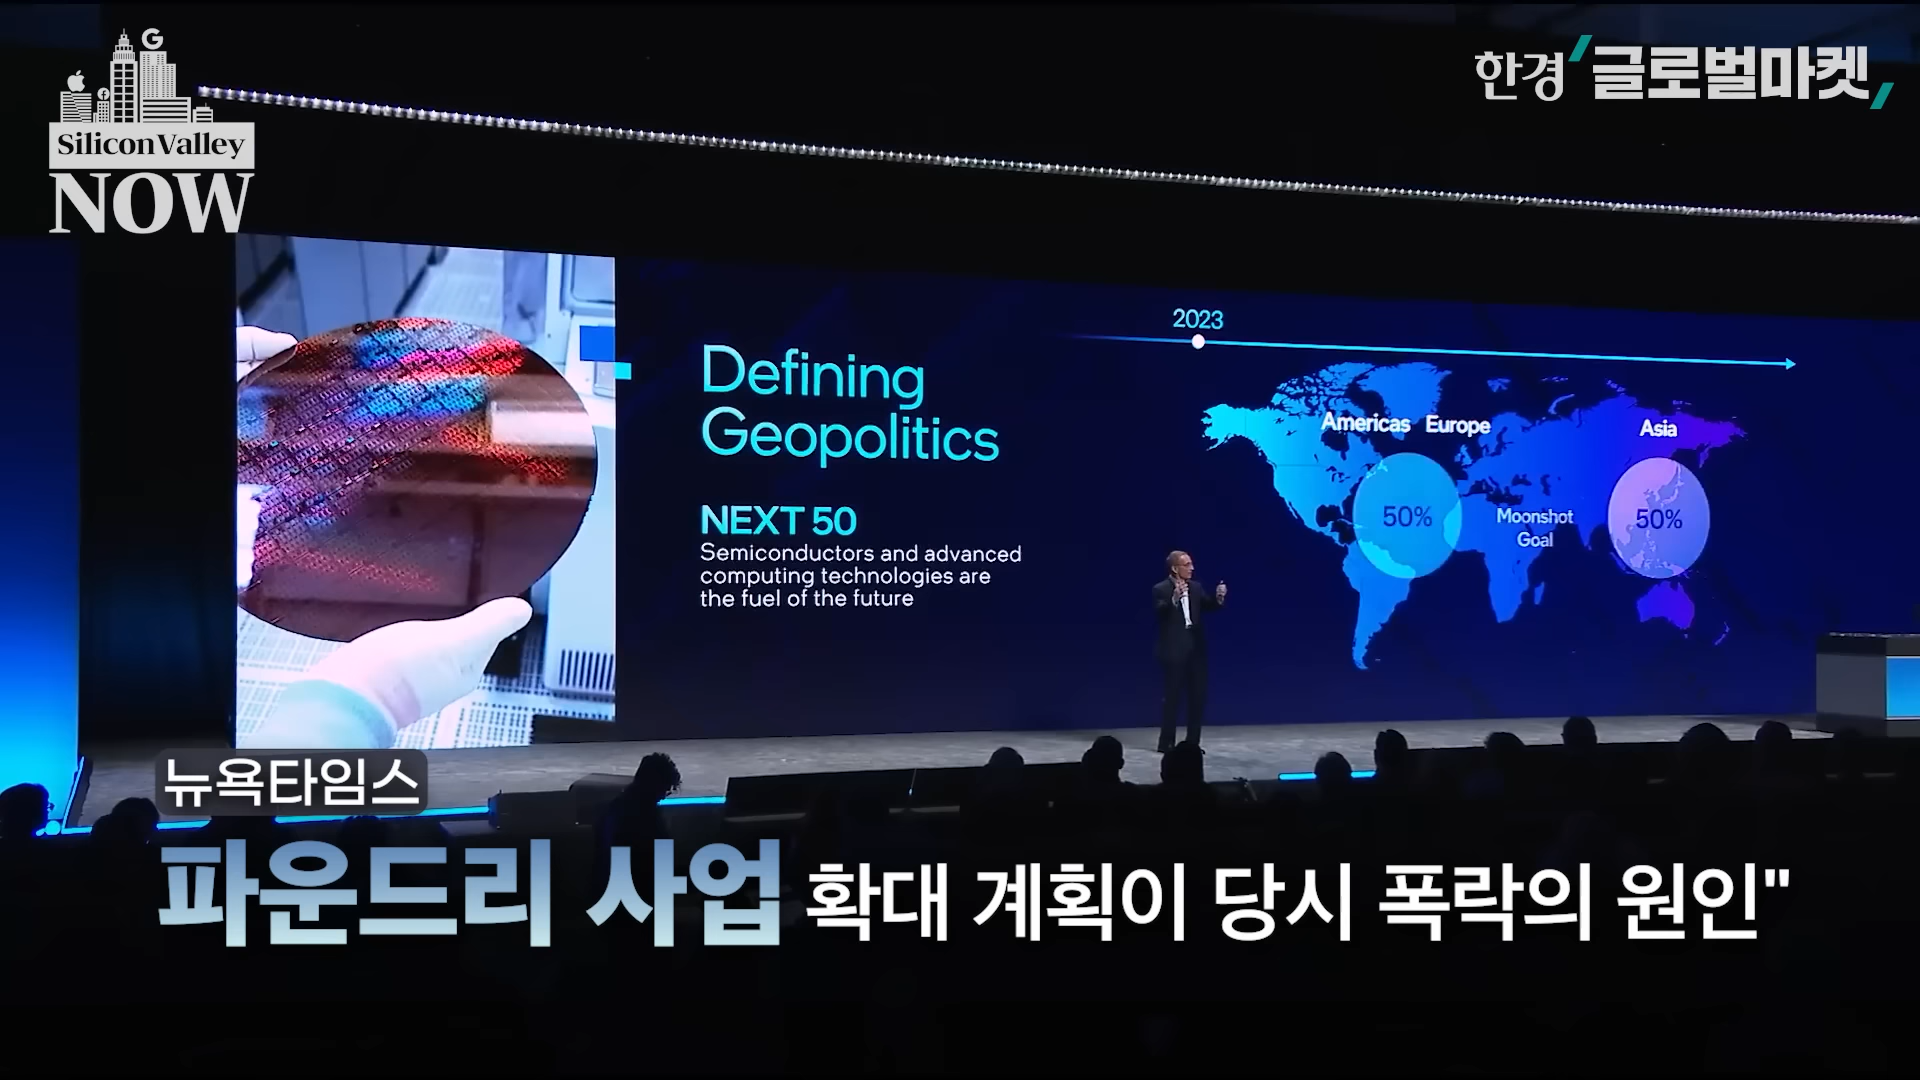 SiliconValley
NOW
한경 글로벌마켓
Defining
Geopolitics
NEXT 50
Semiconductors and advanced
computing technologies are
the fuel of the future
2023
Americas Europe
Asia
50%
Moonshot
Goal
50%
뉴욕타임스
파운드리 사업 확대 계획이 당시 폭락의 원인"